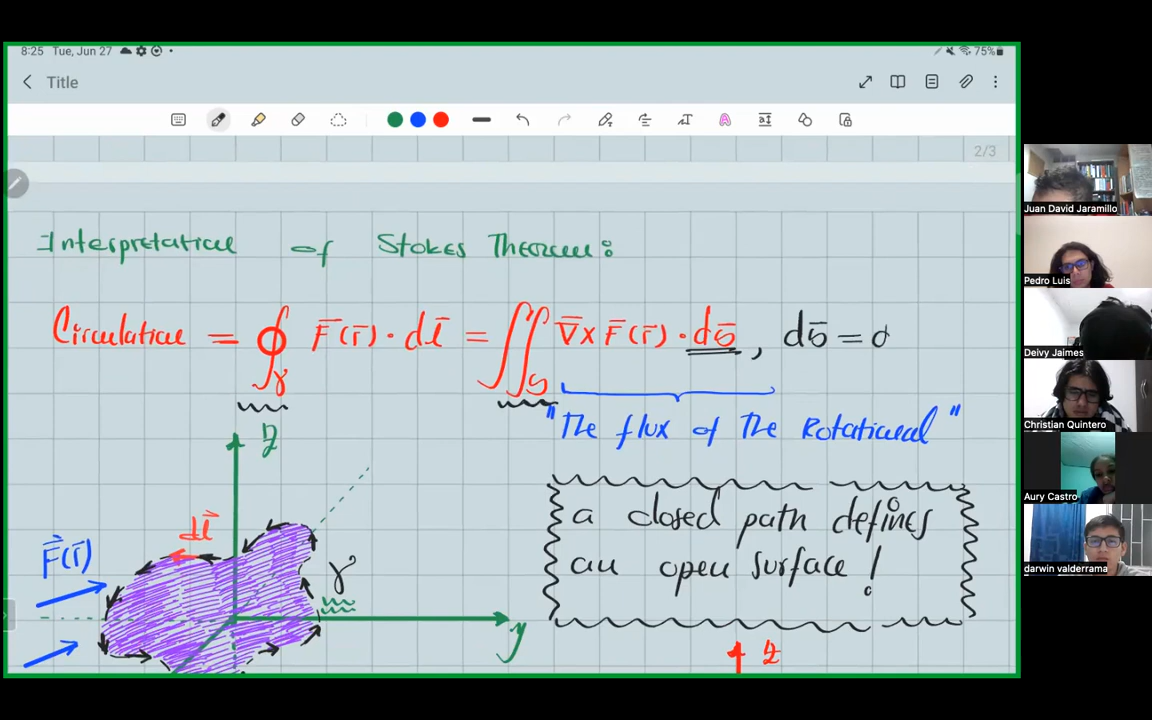 8:25 Tue, Jun 27
75%
Title
2/3
Interpretation of Stokes Theorem:
Circulation = ∮γ F̅(r̅) · dl̅ = ∬S ∇̅ x F̅(r̅) · ds̅ , ds̅ = d
"The flux of The Rotational"
z
a closed path defines
an open surface !
dl⃗
F⃗(r̅)
γ
y
z
Juan David Jaramillo
Pedro Luis
Deivy Jaimes
Christian Quintero
Aury Castro
darwin valderrama